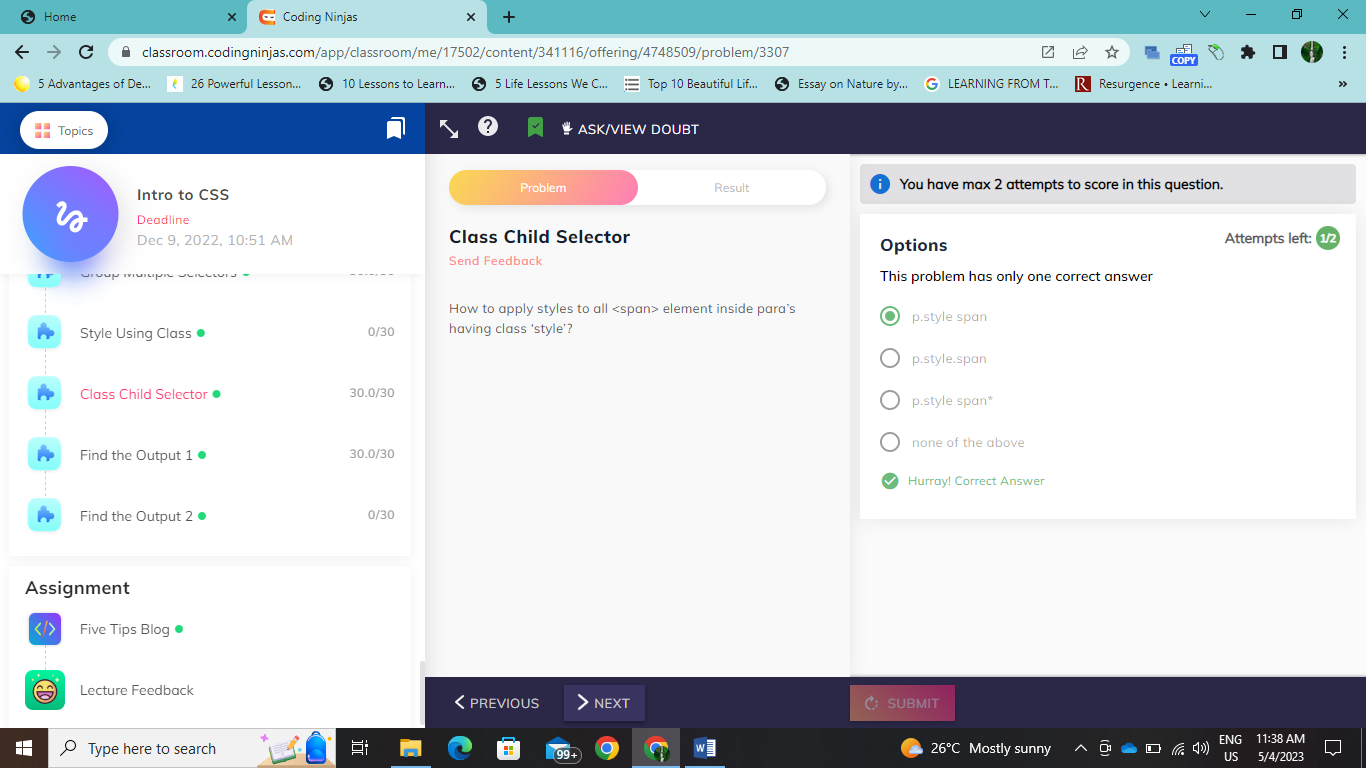 Home
Coding Ninjas
classroom.codingninjas.com/app/classroom/me/17502/content/341116/offering/4748509/problem/3307
COPY
5 Advantages of De...
26 Powerful Lesson...
10 Lessons to Learn...
5 Life Lessons We C...
Top 10 Beautiful Lif...
Essay on Nature by...
LEARNING FROM T...
Resurgence • Learni...
»
Topics
ASK/VIEW DOUBT
Intro to CSS
Deadline
Dec 9, 2022, 10:51 AM
Group Multiple Selectors
Style Using Class
0/30
Class Child Selector
30.0/30
Find the Output 1
30.0/30
Find the Output 2
0/30
Assignment
Five Tips Blog
Lecture Feedback
Problem
Result
Class Child Selector
Send Feedback
How to apply styles to all <span> element inside para’s
having class ‘style’?
You have max 2 attempts to score in this question.
Options
Attempts left: 1/2
This problem has only one correct answer
p.style span
p.style.span
p.style span*
none of the above
Hurray! Correct Answer
PREVIOUS
NEXT
SUBMIT
Type here to search
99+
26°C Mostly sunny
ENG
US
11:38 AM
5/4/2023